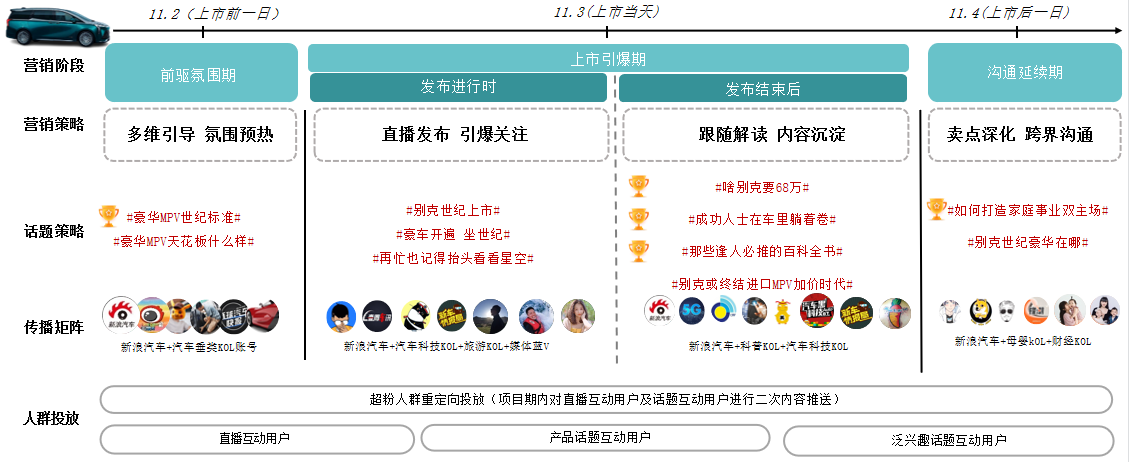 11.2（上市前一日）
11.3(上市当天）
11.4(上市后一日）
营销阶段
前驱氛围期
上市引爆期
发布进行时
发布结束后
沟通延续期
营销策略
多维引导 氛围预热
直播发布 引爆关注
跟随解读 内容沉淀
卖点深化 跨界沟通
话题策略
#豪华MPV世纪标准#
#豪华MPV天花板什么样#
#别克世纪上市#
#豪车开遍 坐世纪#
#再忙也记得抬头看看星空#
#啥别克要68万#
#成功人士在车里躺着卷#
#那些逢人必推的百科全书#
#别克或终结进口MPV加价时代#
#如何打造家庭事业双主场#
#别克世纪豪华在哪#
传播矩阵
新浪汽车
5G
新浪汽车+汽车垂类KOL账号
新浪汽车+汽车科技KOL+旅游KOL+媒体蓝V
新浪汽车+科普KOL+汽车科技KOL
新浪汽车+母婴kOL+财经KOL
人群投放
超粉人群重定向投放（项目期内对直播互动用户及话题互动用户进行二次内容推送）
直播互动用户
产品话题互动用户
泛兴趣话题互动用户